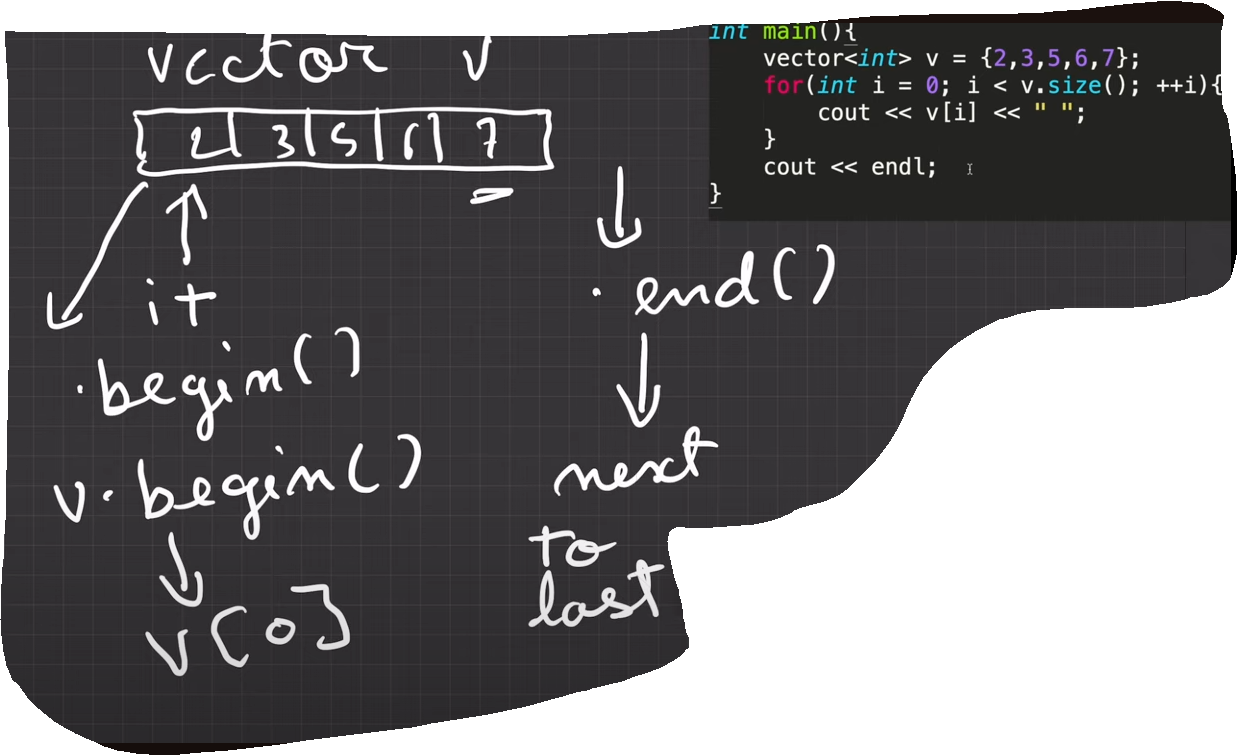 vector v
2 3 5 6 7
it
.begin()
v.begin()
v[0]
.end()
next
to
last
int main(){
vector<int> v = {2,3,5,6,7};
for(int i = 0; i < v.size(); ++i){
cout << v[i] << " ";
}
cout << endl;
}